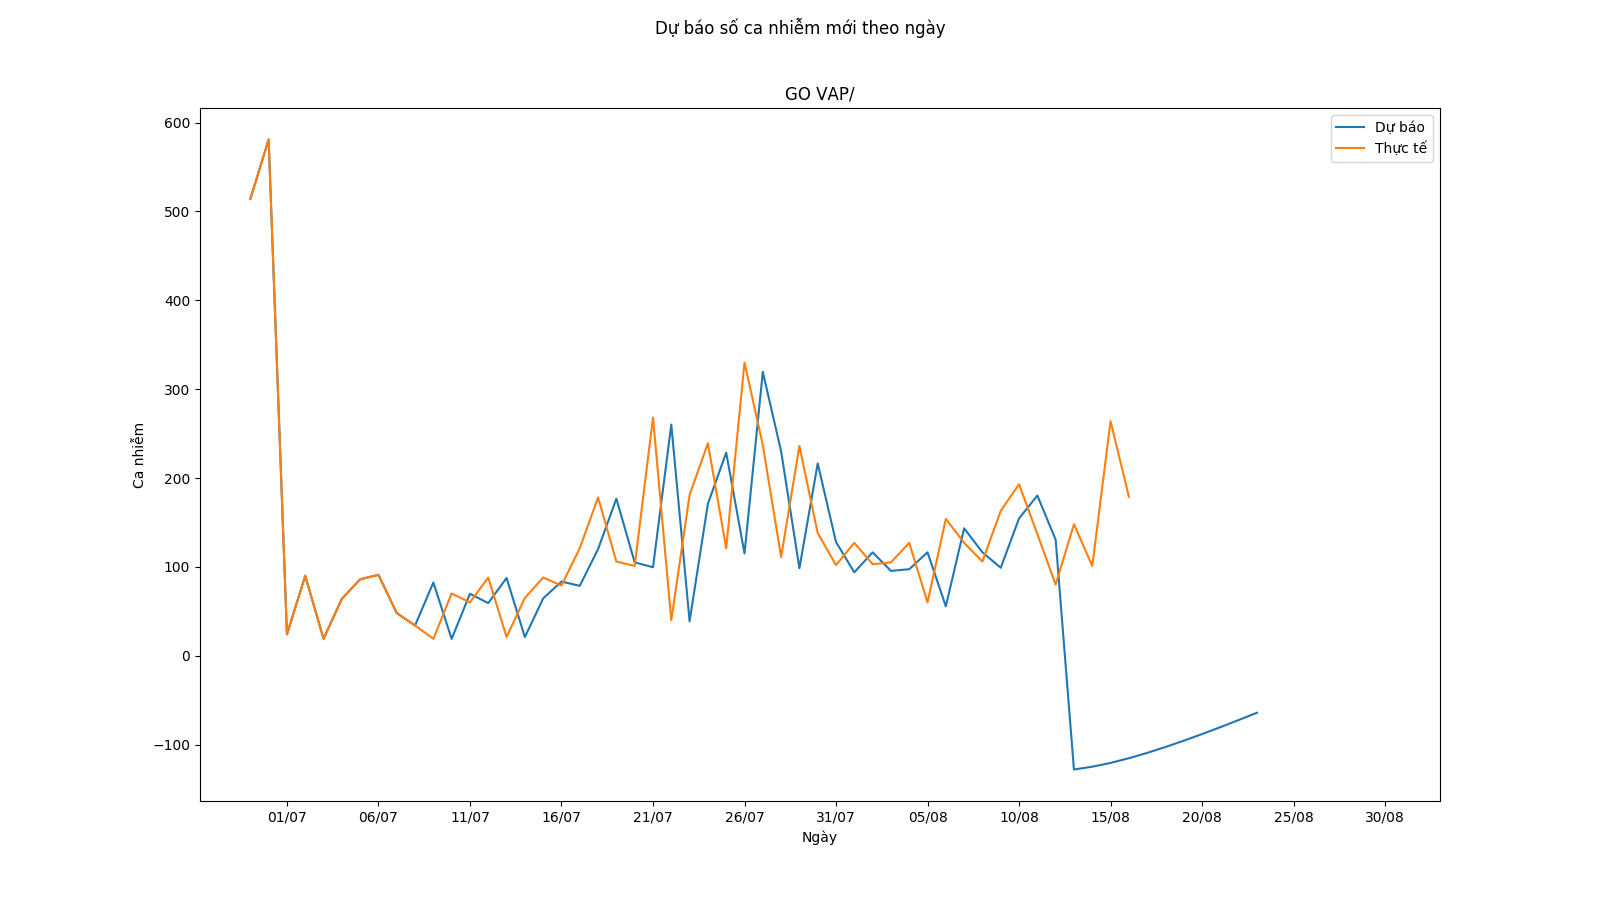 Dự báo số ca nhiễm mới theo ngày
GO VAP/
Dự báo
Thực tế
600
500
400
300
200
100
0
−100
Ca nhiễm
01/07 06/07 11/07 16/07 21/07 26/07 31/07 05/08 10/08 15/08 20/08 25/08 30/08
Ngày